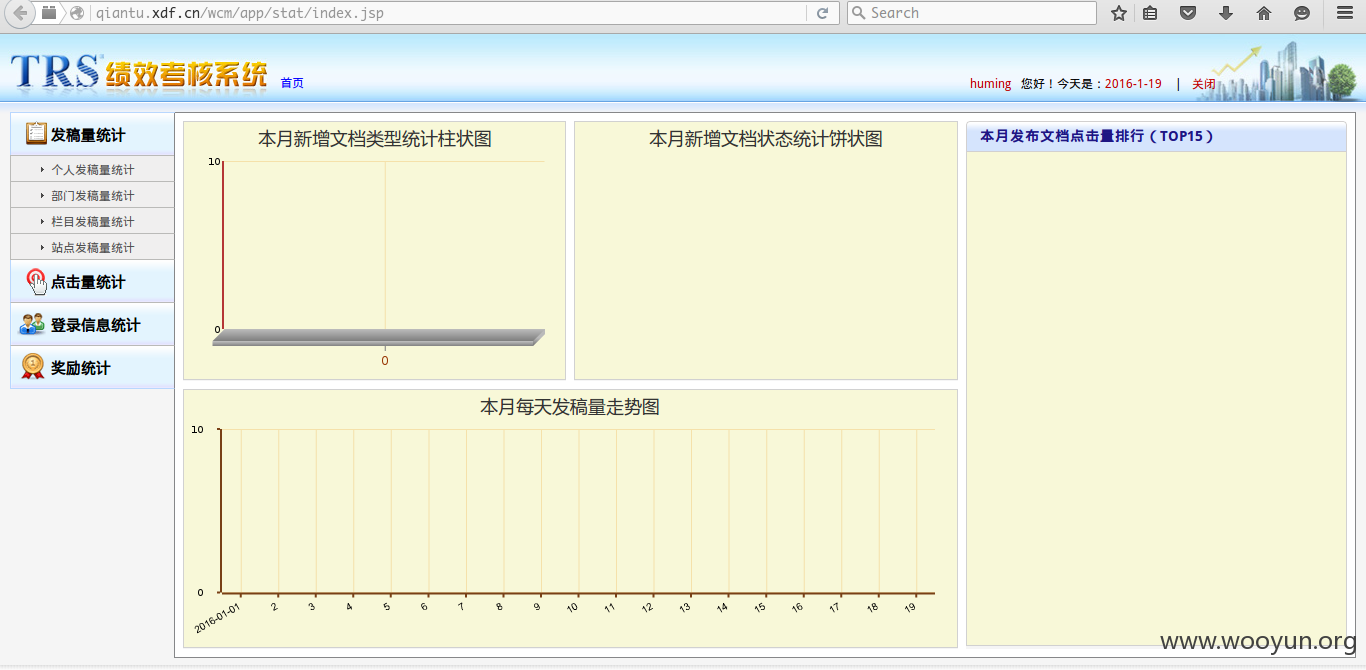 qiantu.xdf.cn/wcm/app/stat/index.jsp
Search
TRS绩效考核系统
首页
huming 您好！今天是：2016-1-19 | 关闭
发稿量统计
个人发稿量统计
部门发稿量统计
栏目发稿量统计
站点发稿量统计
点击量统计
登录信息统计
奖励统计
本月新增文档类型统计柱状图
10
0
0
本月新增文档状态统计饼状图
本月发布文档点击量排行（TOP15）
本月每天发稿量走势图
10
0
2016-01-01 2 3 4 5 6 7 8 9 10 11 12 13 14 15 16 17 18 19
www.wooyun.org